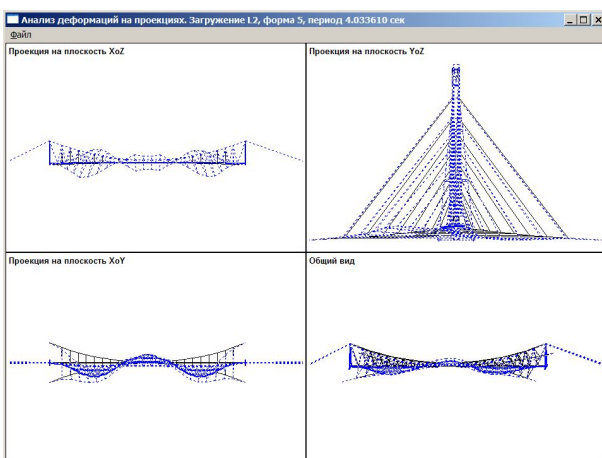 Анализ деформаций на проекциях. Загружение L2, форма 5, период 4.033610 сек
Файл
Проекция на плоскость XoZ
Проекция на плоскость YoZ
Проекция на плоскость XoY
Общий вид